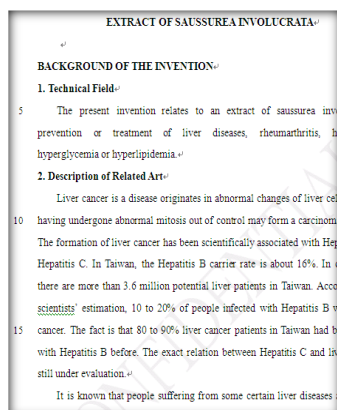 EXTRACT OF SAUSSUREA INVOLUCRATA
BACKGROUND OF THE INVENTION
1. Technical Field
5 The present invention relates to an extract of saussurea
prevention or treatment of liver diseases, rheumarthritis,
hyperglycemia or hyperlipidemia.
2. Description of Related Art
Liver cancer is a disease originates in abnormal changes of liver
10 having undergone abnormal mitosis out of control may form a
The formation of liver cancer has been scientifically associated with
Hepatitis C. In Taiwan, the Hepatitis B carrier rate is about 16%. In
there are more than 3.6 million potential liver patients in Taiwan.
scientists' estimation, 10 to 20% of people infected with Hepatitis B
15 cancer. The fact is that 80 to 90% liver cancer patients in Taiwan had
with Hepatitis B before. The exact relation between Hepatitis C and
still under evaluation.
It is known that people suffering from some certain liver diseases
CONFIDENTIAL